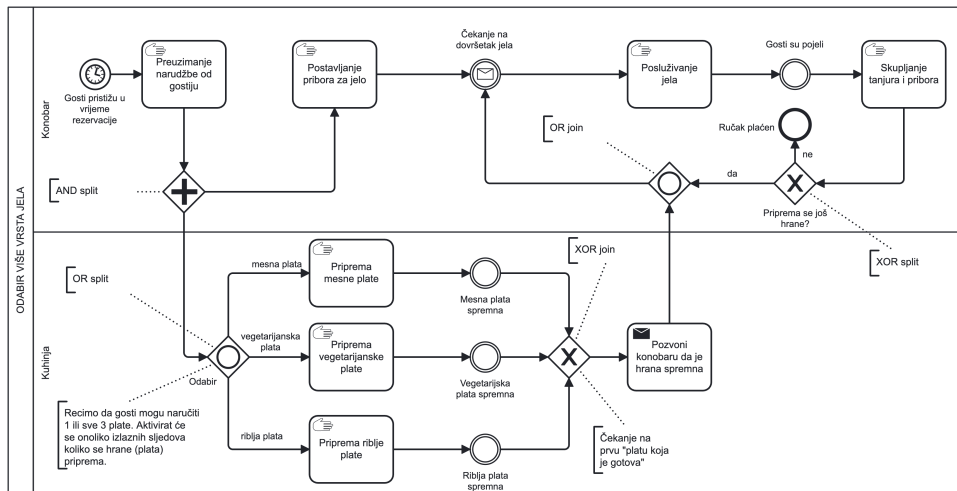 ODABIR VIŠE VRSTA JELA
Konobar
Gosti pristižu u
vrijeme
rezervacije
Preuzimanje
narudžbe od
gostiju
Postavljanje
pribora za jelo
Čekanje na
dovršetak jela
Posluživanje
jela
Gosti su pojeli
Skupljanje
tanjura i pribora
OR join
Ručak plaćen
ne
da
AND split
Priprema se još
hrane?
XOR split
Kuhinja
OR split
mesna plata
Priprema
mesne plate
Mesna plata
spremna
XOR join
vegetarijanska
plata
Priprema
vegetarijanske
plate
Vegetarijska
plata spremna
Pozvoni
konobaru da je
hrana spremna
Odabir
Recimo da gosti mogu naručiti
1 ili sve 3 plate. Aktivirat će
se onoliko izlaznih sljedova
koliko se hrane (plata)
priprema.
riblja plata
Priprema riblje
plate
Riblja plata
spremna
Čekanje na
prvu "platu koja
je gotova"